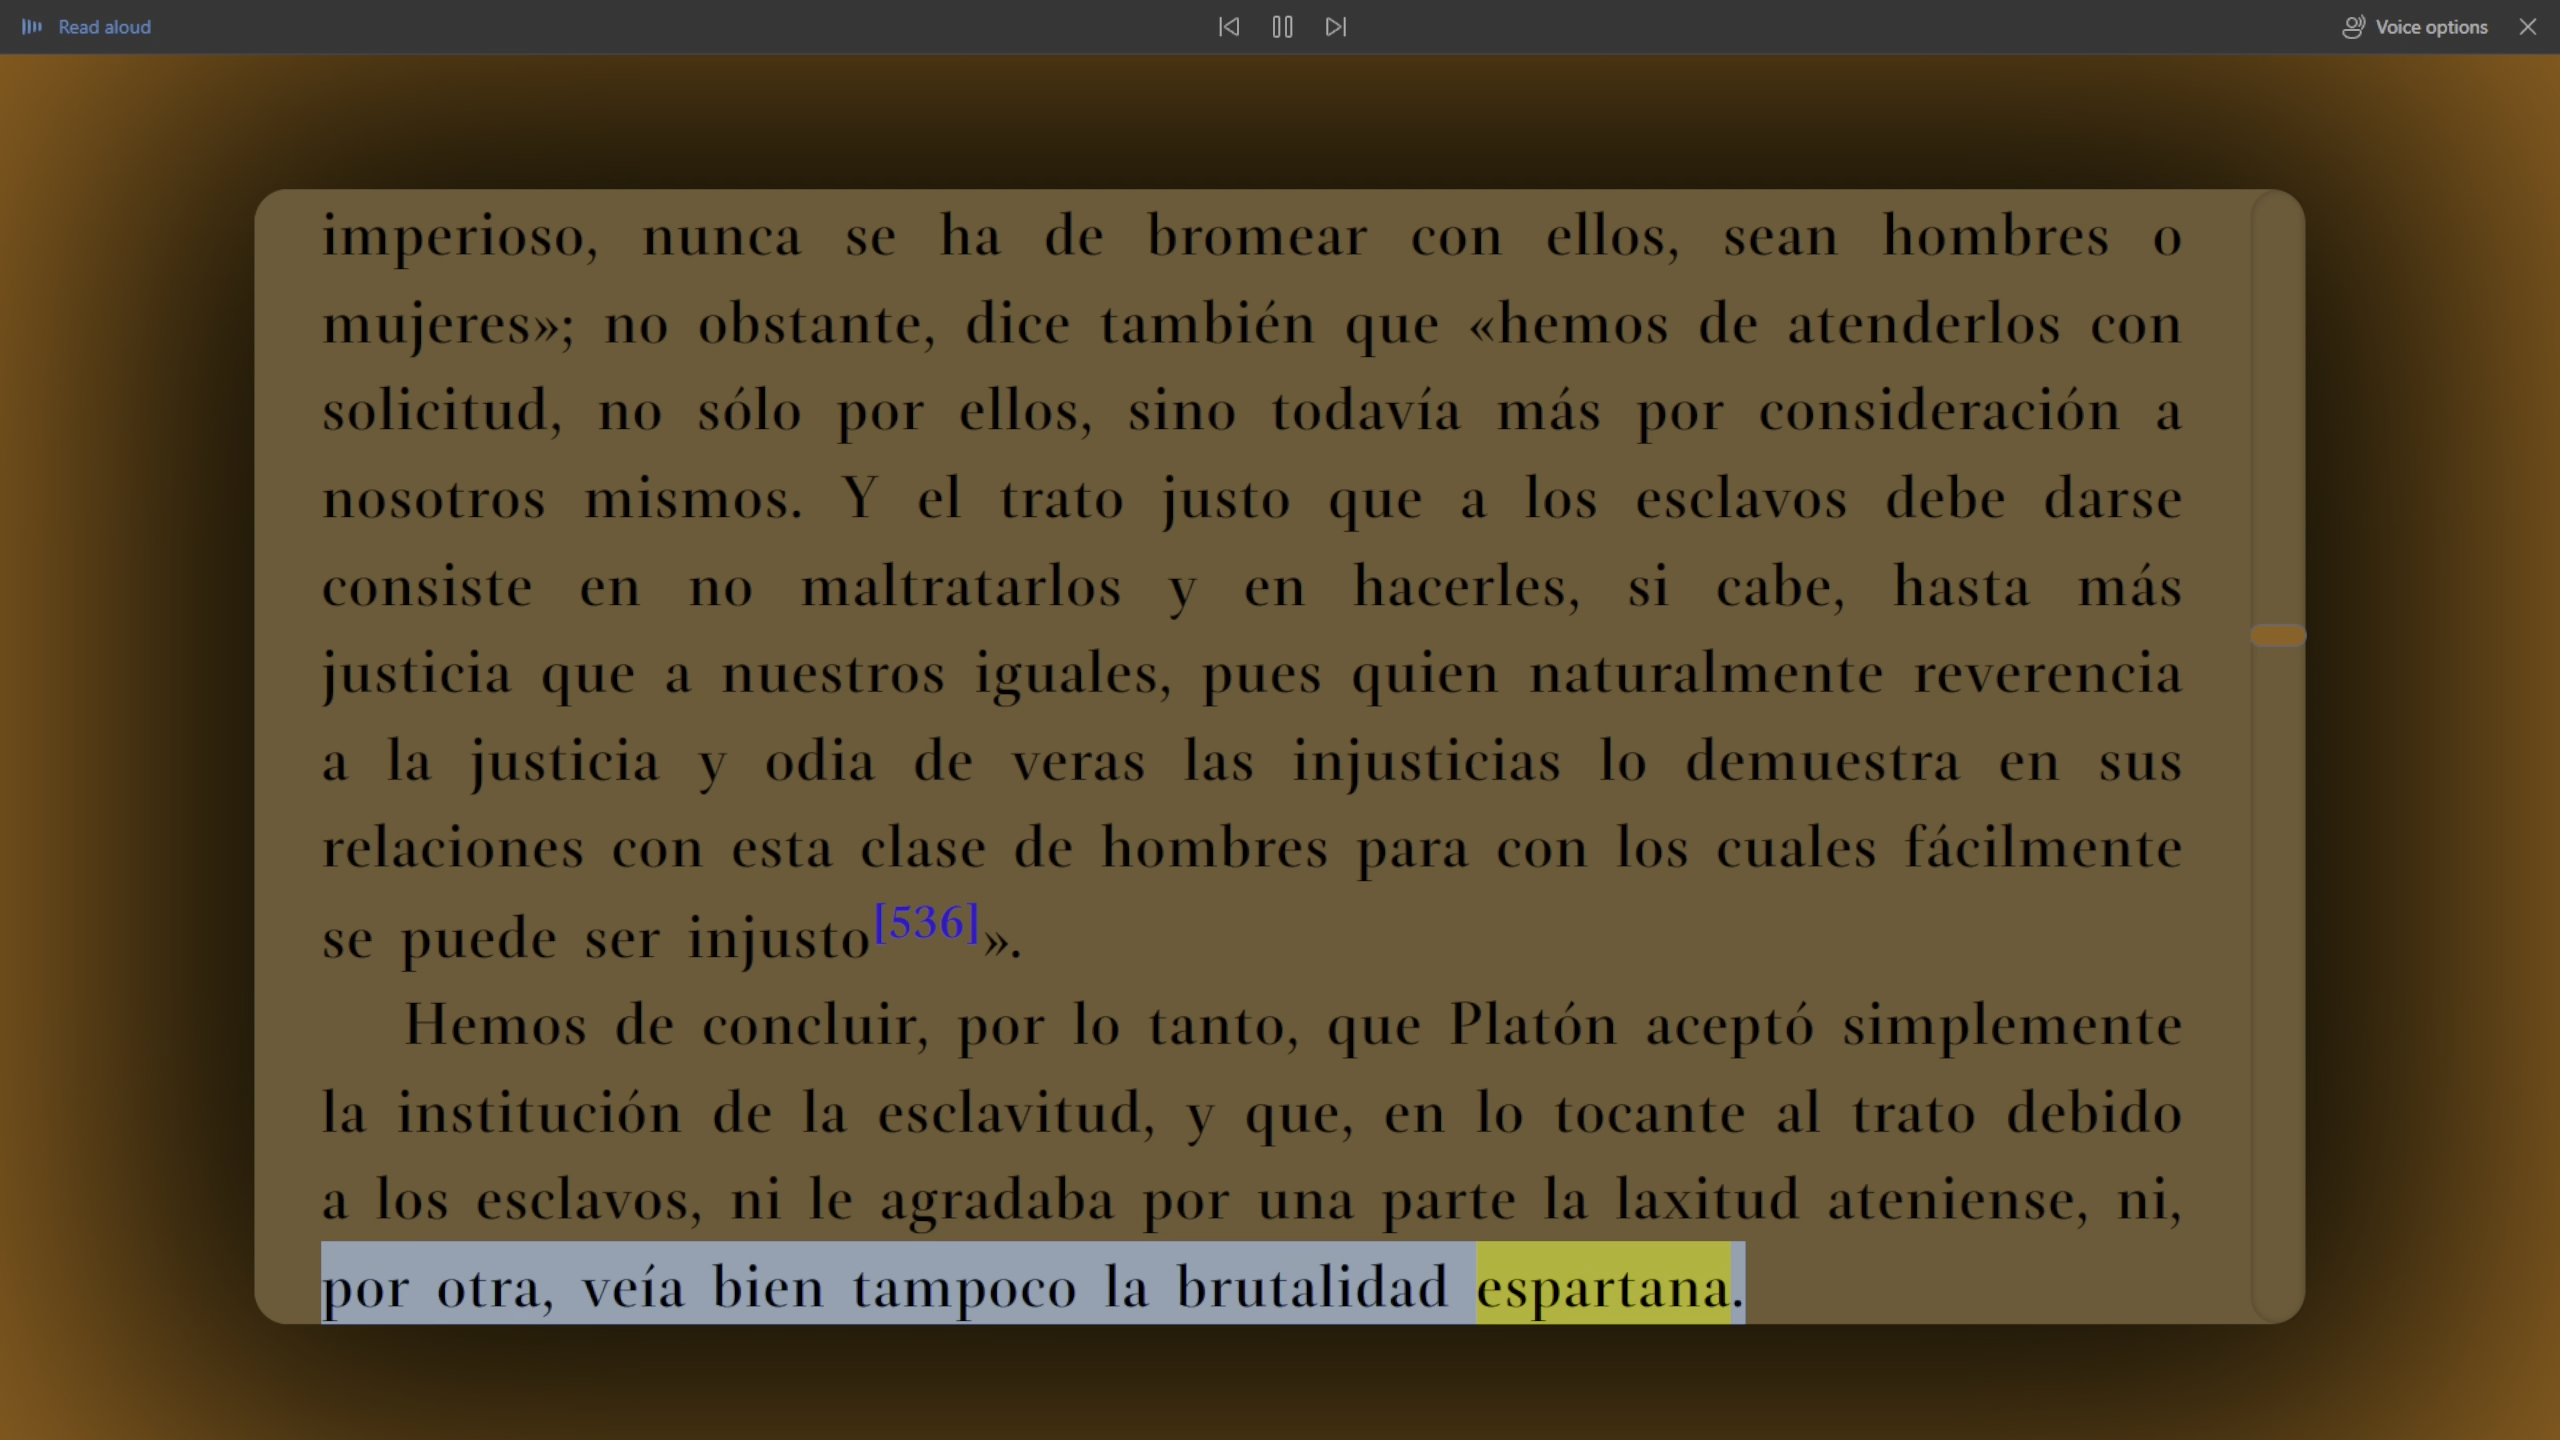 Read aloud
Voice options
imperioso, nunca se ha de bromear con ellos, sean hombres o
mujeres»; no obstante, dice también que «hemos de atenderlos con
solicitud, no sólo por ellos, sino todavía más por consideración a
nosotros mismos. Y el trato justo que a los esclavos debe darse
consiste en no maltratarlos y en hacerles, si cabe, hasta más
justicia que a nuestros iguales, pues quien naturalmente reverencia
a la justicia y odia de veras las injusticias lo demuestra en sus
relaciones con esta clase de hombres para con los cuales fácilmente
se puede ser injusto[536]».
Hemos de concluir, por lo tanto, que Platón aceptó simplemente
la institución de la esclavitud, y que, en lo tocante al trato debido
a los esclavos, ni le agradaba por una parte la laxitud ateniense, ni,
por otra, veía bien tampoco la brutalidad espartana.